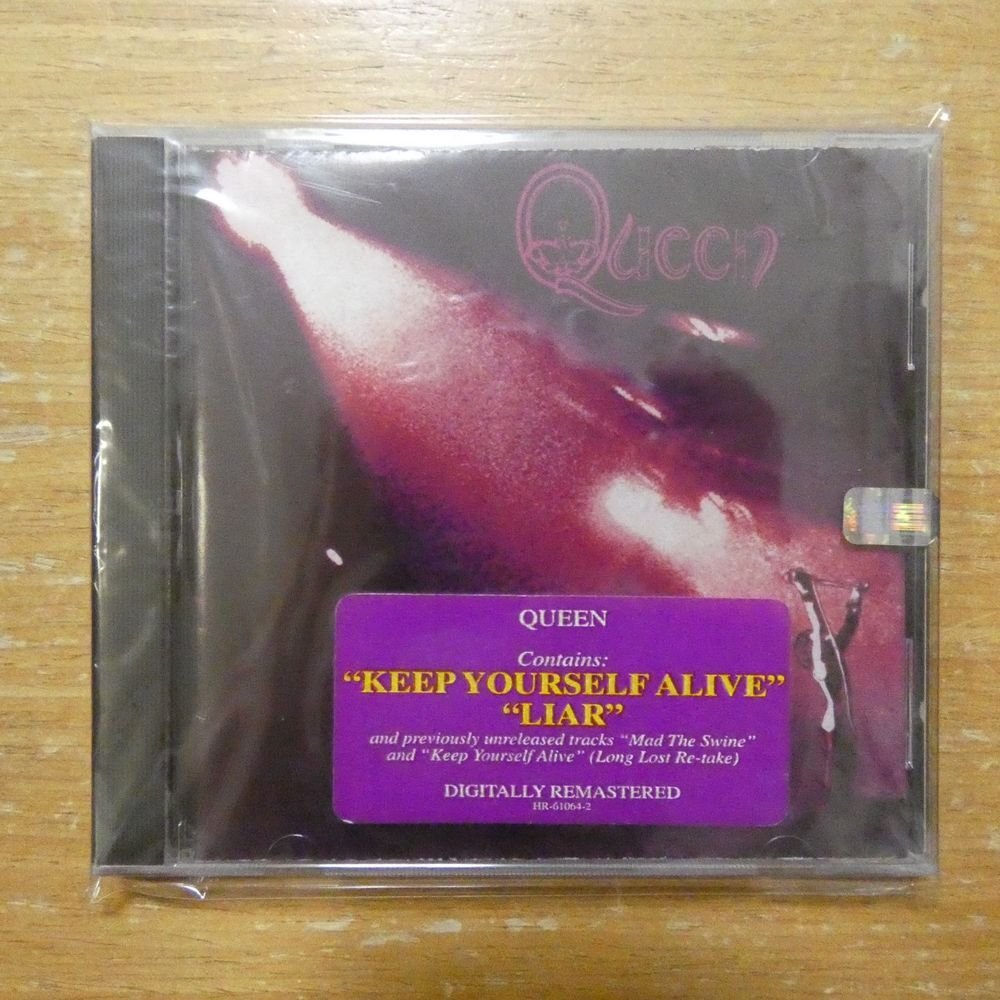 Queen
QUEEN
Contains:
“KEEP YOURSELF ALIVE”
“LIAR”
and previously unreleased tracks “Mad The Swine”
and “Keep Yourself Alive” (Long Lost Re-take)
DIGITALLY REMASTERED
HR-61064-2